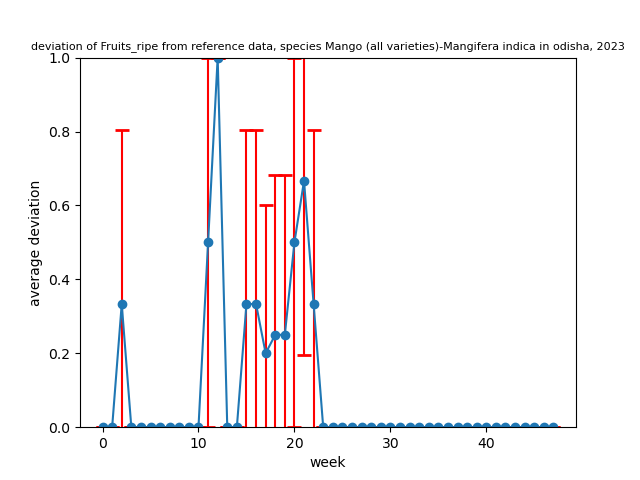 deviation of Fruits_ripe from reference data, species Mango (all varieties)-Mangifera indica in odisha, 2023
1.0
0.8
0.6
0.4
0.2
0.0
average deviation
0 10 20 30 40
week